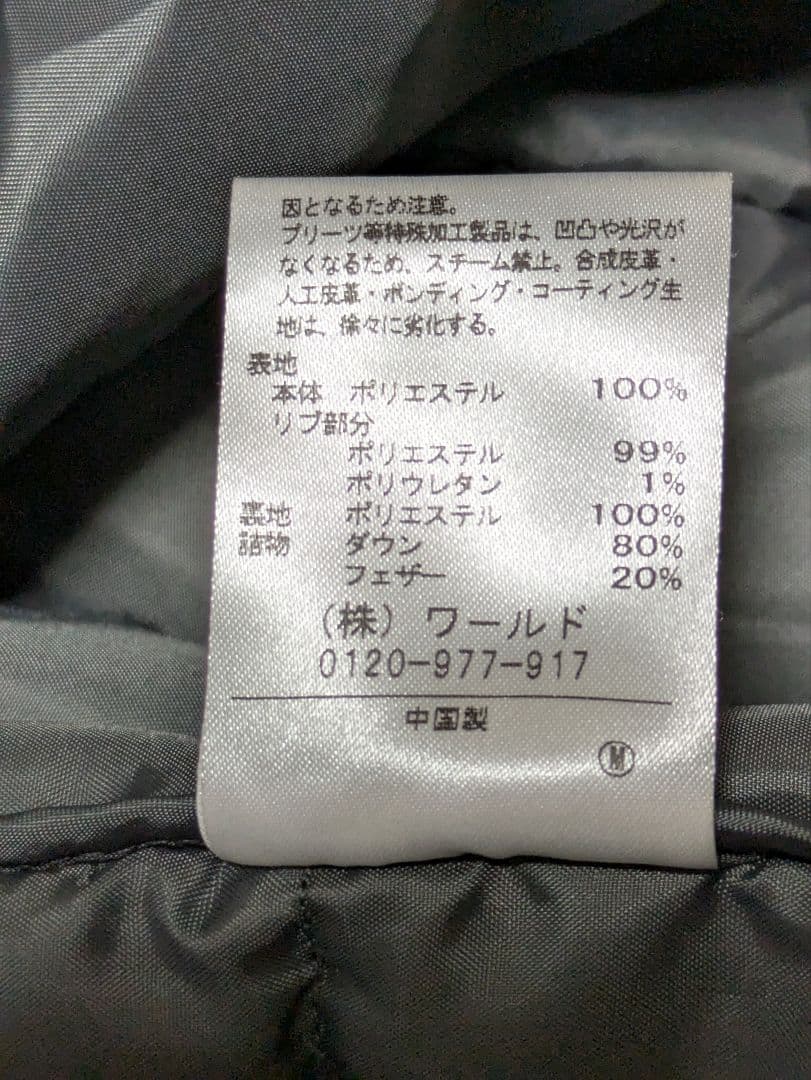 因となるため注意。
プリーツ等特殊加工製品は、凹凸や光沢が
なくなるため、スチーム禁止。合成皮革・
人工皮革・ボンディング・コーティング生
地は、徐々に劣化する。
表地
本体 ポリエステル 100%
リブ部分
ポリエステル 99%
ポリウレタン 1%
裏地 ポリエステル 100%
詰物 ダウン 80%
フェザー 20%
(株) ワールド
0120-977-917
中国製
Ⓜ